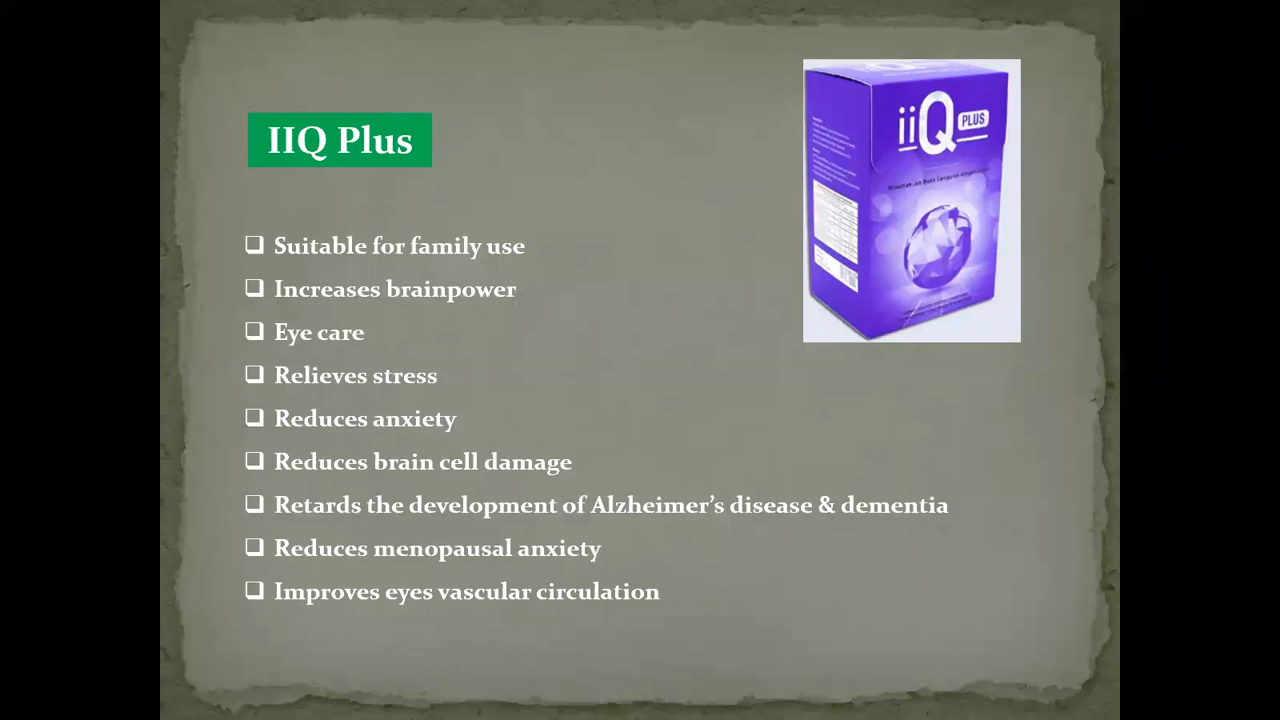 IIQ Plus
iiQ
PLUS
Suitable for family use
Increases brainpower
Eye care
Relieves stress
Reduces anxiety
Reduces brain cell damage
Retards the development of Alzheimer’s disease & dementia
Reduces menopausal anxiety
Improves eyes vascular circulation